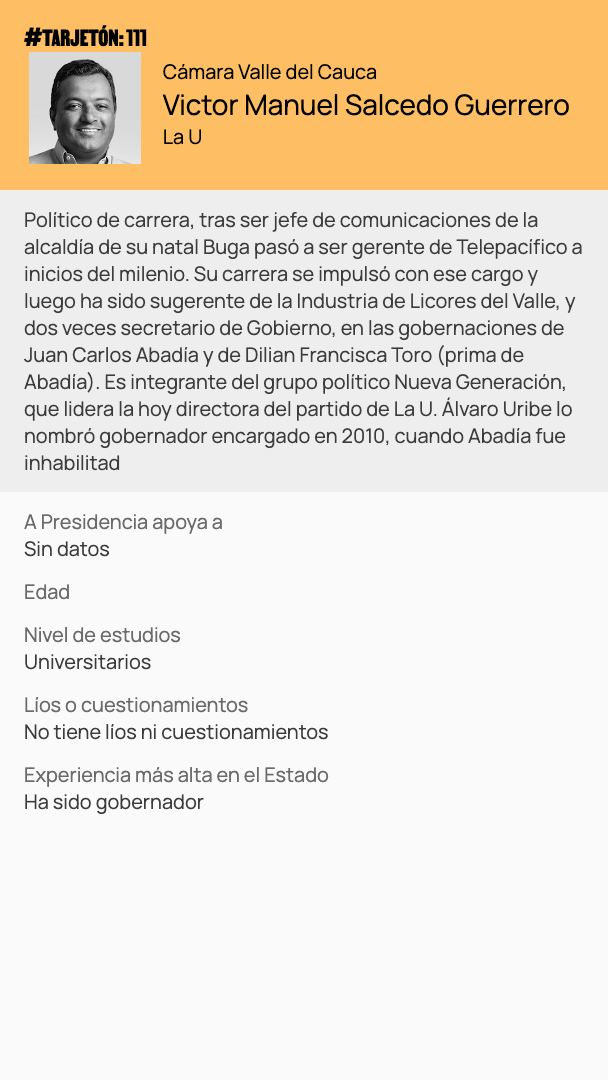 #TARJETÓN: 111
Cámara Valle del Cauca
Victor Manuel Salcedo Guerrero
La U
Político de carrera, tras ser jefe de comunicaciones de la
alcaldía de su natal Buga pasó a ser gerente de Telepacífico a
inicios del milenio. Su carrera se impulsó con ese cargo y
luego ha sido sugerente de la Industria de Licores del Valle, y
dos veces secretario de Gobierno, en las gobernaciones de
Juan Carlos Abadía y de Dilian Francisca Toro (prima de
Abadía). Es integrante del grupo político Nueva Generación,
que lidera la hoy directora del partido de La U. Álvaro Uribe lo
nombró gobernador encargado en 2010, cuando Abadía fue
inhabilitad
A Presidencia apoya a
Sin datos
Edad
Nivel de estudios
Universitarios
Líos o cuestionamientos
No tiene líos ni cuestionamientos
Experiencia más alta en el Estado
Ha sido gobernador